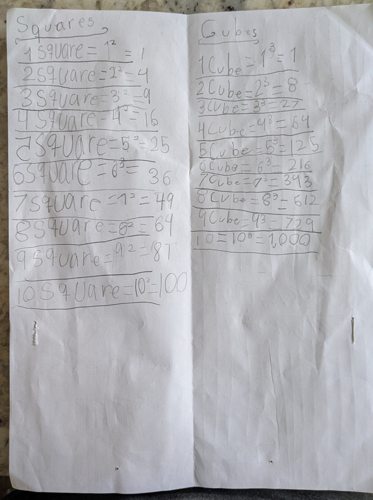 Squares
1 Square = 1² = 1
2 square = 2² = 4
3 Square = 3² = 9
4 Square = 4² = 16
5 Square = 5² = 25
6 Square = 6³ = 36
7 Square = 7² = 49
8 Square = 8² = 64
9 Square = 9² = 81
10 Square = 10² = 100
Cubes
1 Cube = 1³ = 1
2 Cube = 2³ = 8
3 Cube = 3³ = 27
4 Cube = 4³ = 64
5 Cube = 5³ = 125
6 Cube = 6³ = 216
7 Cube = 7³ = 343
8 Cube = 8³ = 512
9 Cube = 9³ = 729
10 = 10³ = 1,000